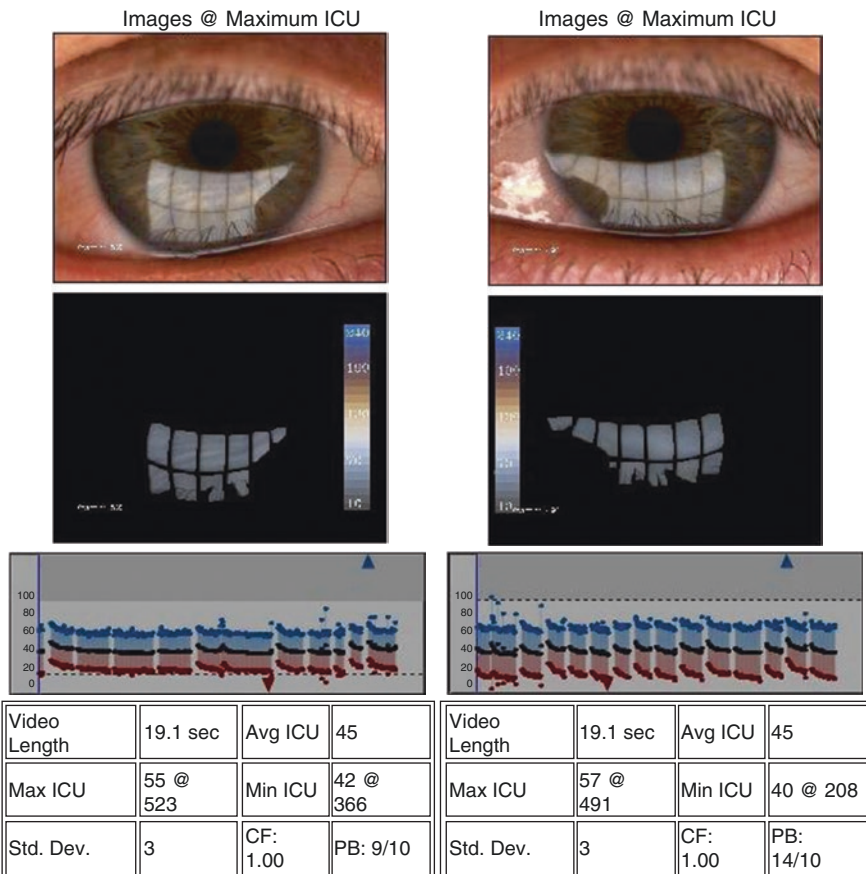 Images @ Maximum ICU
Images @ Maximum ICU
240
240
100
80
60
40
20
0
100
80
60
40
20
0
Video Length 19.1 sec Avg ICU 45
Max ICU 55 @ 523 Min ICU 42 @ 366
Std. Dev. 3 CF: 1.00 PB: 9/10
Video Length 19.1 sec Avg ICU 45
Max ICU 57 @ 491 Min ICU 40 @ 208
Std. Dev. 3 CF: 1.00 PB: 14/10